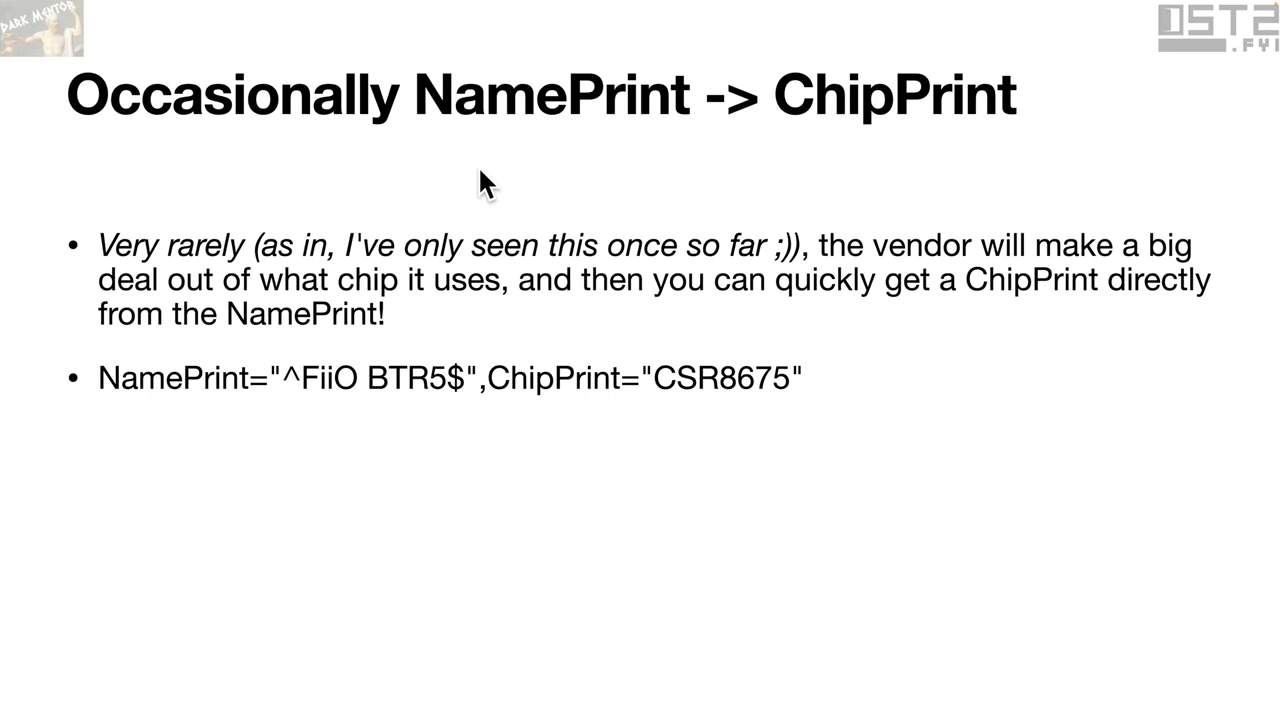 DARK MENTOR
OST2
.FYI
Occasionally NamePrint -> ChipPrint
• Very rarely (as in, I've only seen this once so far ;)), the vendor will make a big
deal out of what chip it uses, and then you can quickly get a ChipPrint directly
from the NamePrint!
• NamePrint="^FiiO BTR5$",ChipPrint="CSR8675"